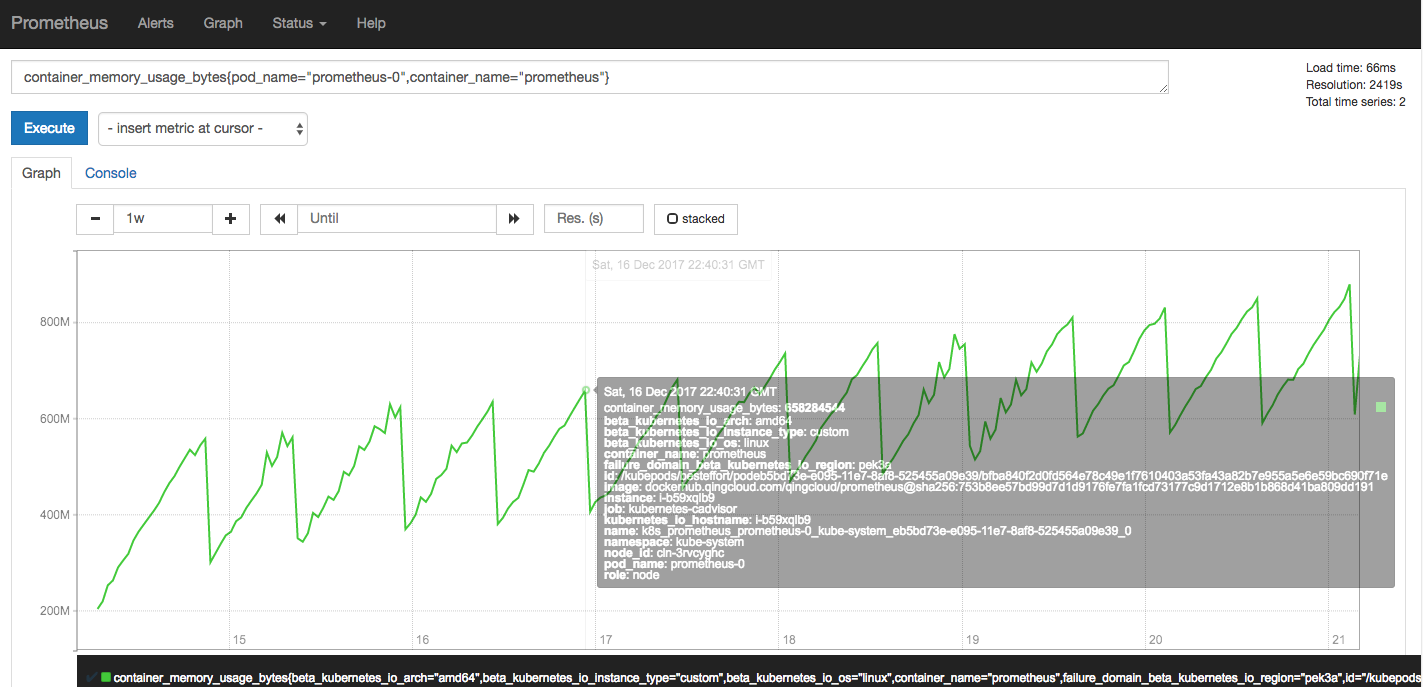 Prometheus Alerts Graph Status Help
container_memory_usage_bytes{pod_name="prometheus-0",container_name="prometheus"}
Load time: 66ms
Resolution: 2419s
Total time series: 2
Execute - insert metric at cursor -
Graph Console
1w Until Res. (s) stacked
Sat, 16 Dec 2017 22:40:31 GMT
800M
600M
400M
200M
Sat, 16 Dec 2017 22:40:31 GMT
container_memory_usage_bytes: 658284544
beta_kubernetes_io_arch: amd64
beta_kubernetes_io_instance_type: custom
beta_kubernetes_io_os: linux
container_name: prometheus
failure_domain_beta_kubernetes_io_region: pek3a
id: /kubepods/besteffort/podeb5bd73e-e095-11e7-8af8-525455a09e39/bfba840f2d0fd564e78c49e1f7610403a53fa43a82b7e955a5e6e59bc690f71e
image: dockerhub.qingcloud.com/qingcloud/prometheus@sha256:753b8ee57bd99d7d1d9176fe7fa1fcd73177c9d1712e8b1b868d41ba809dd191
instance: i-b59xqlb9
job: kubernetes-cadvisor
kubernetes_io_hostname: i-b59xqlb9
name: k8s_prometheus_prometheus-0_kube-system_eb5bd73e-e095-11e7-8af8-525455a09e39_0
namespace: kube-system
node_id: cln-3rvcyghc
pod_name: prometheus-0
role: node
15 16 17 18 19 20 21
container_memory_usage_bytes{beta_kubernetes_io_arch="amd64",beta_kubernetes_io_instance_type="custom",beta_kubernetes_io_os="linux",container_name="prometheus",failure_domain_beta_kubernetes_io_region="pek3a",id="/kubepods